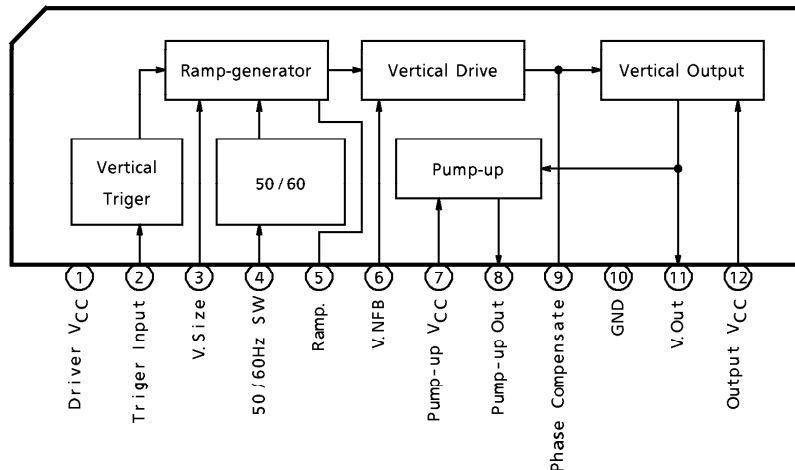 Ramp-generator
Vertical Drive
Vertical Output
Vertical
Triger
50/60
Pump-up
1
2
3
4
5
6
7
8
9
10
11
12
Driver VCC
Triger Input
V.Size
50/60Hz SW
Ramp.
V.NFB
Pump-up VCC
Pump-up Out
Phase Compensate
GND
V.Out
Output VCC